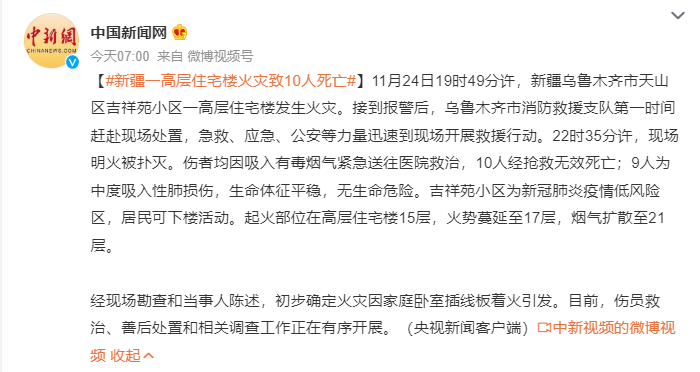 中新網
CHINANEWS.COM
中国新闻网
今天07:00 来自 微博视频号
【#新疆一高层住宅楼火灾致10人死亡#】11月24日19时49分许，新疆乌鲁木齐市天山
区吉祥苑小区一高层住宅楼发生火灾。接到报警后，乌鲁木齐市消防救援支队第一时间
赶赴现场处置，急救、应急、公安等力量迅速到现场开展救援行动。22时35分许，现场
明火被扑灭。伤者均因吸入有毒烟气紧急送往医院救治，10人经抢救无效死亡；9人为
中度吸入性肺损伤，生命体征平稳，无生命危险。吉祥苑小区为新冠肺炎疫情低风险
区，居民可下楼活动。起火部位在高层住宅楼15层，火势蔓延至17层，烟气扩散至21
层。
经现场勘查和当事人陈述，初步确定火灾因家庭卧室插线板着火引发。目前，伤员救
治、善后处置和相关调查工作正在有序开展。（央视新闻客户端）中新视频的微博视
频 收起